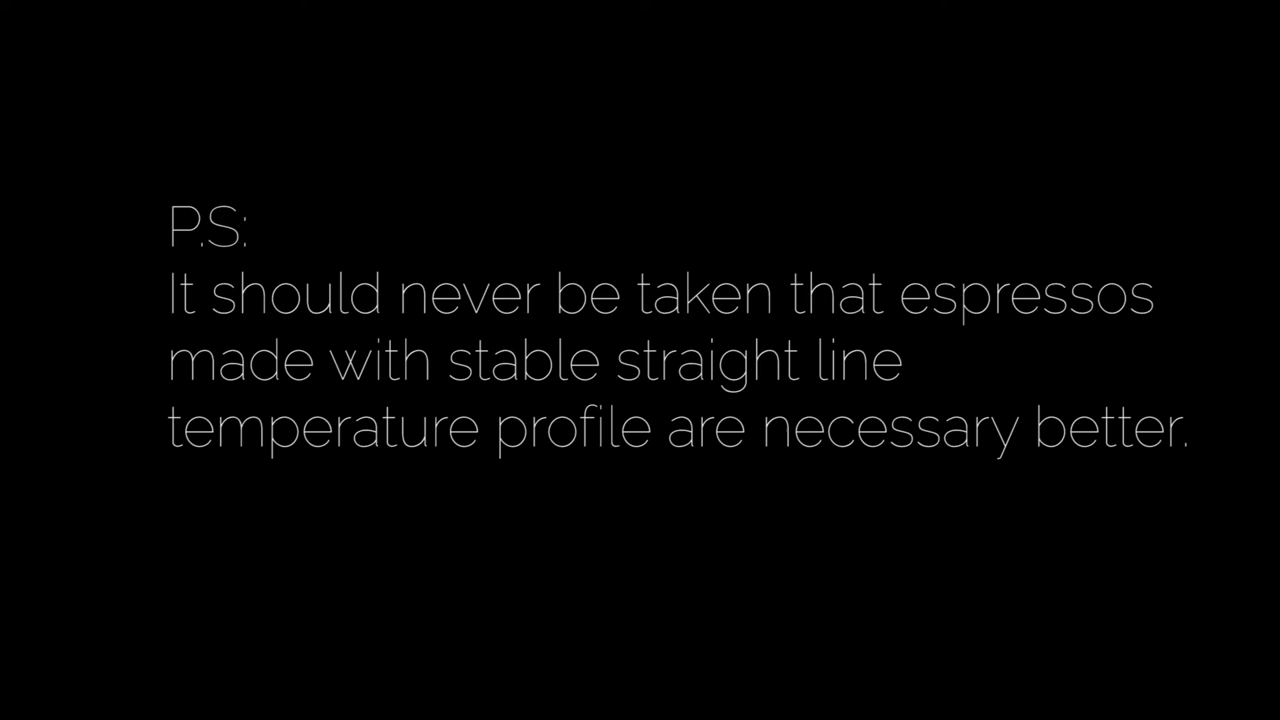 P.S:
It should never be taken that espressos
made with stable straight line
temperature profile are necessary better.